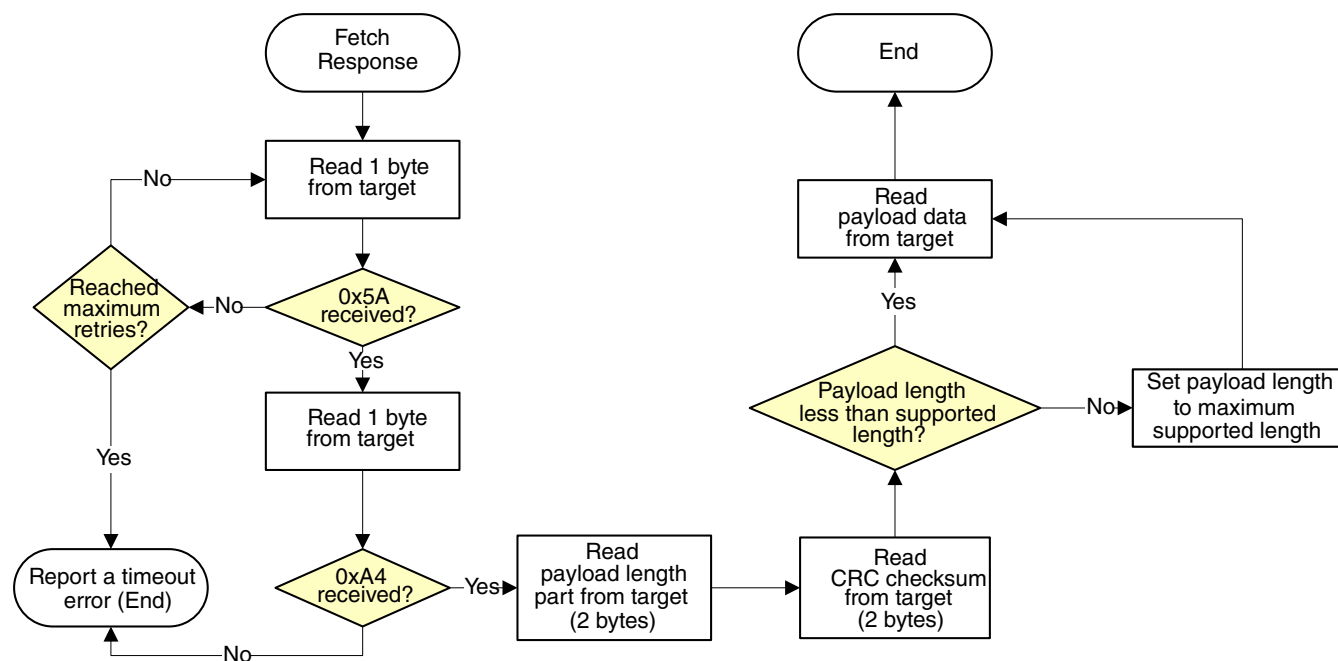 Fetch
Response
Read 1 byte
from target
No
Reached
maximum
retries?
No
0x5A
received?
Yes
Read 1 byte
from target
Yes
Report a timeout
error (End)
0xA4
received?
No
Yes
Read
payload length
part from target
(2 bytes)
Read
CRC checksum
from target
(2 bytes)
Payload length
less than supported
length?
No
Set payload length
to maximum
supported length
Yes
Read
payload data
from target
End